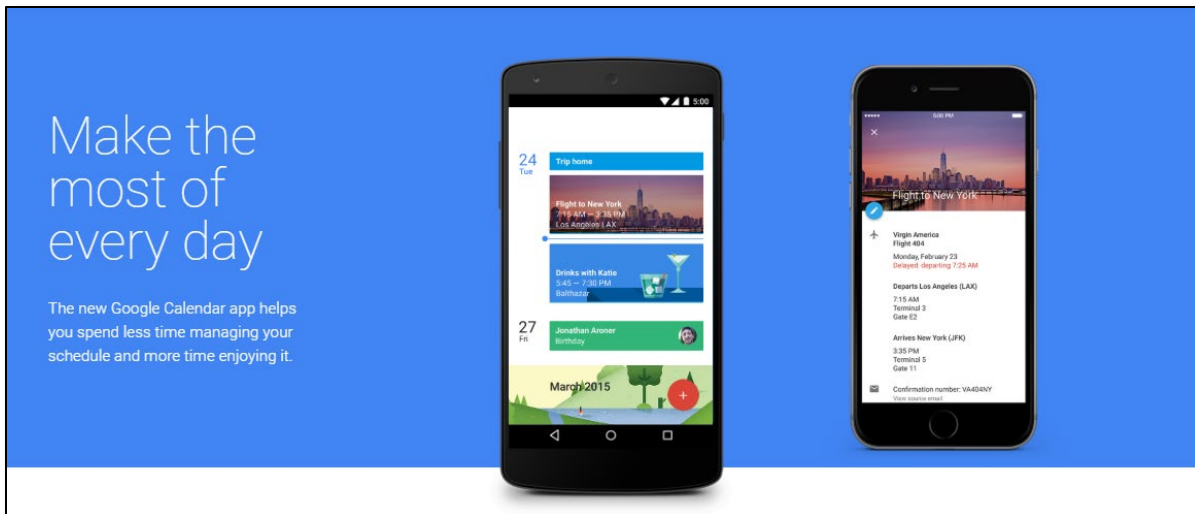 Make the
most of
every day
The new Google Calendar app helps
you spend less time managing your
schedule and more time enjoying it.
5:00
24
Tue
Trip home
Flight to New York
7:15 AM – 3:35 PM
Los Angeles LAX
Drinks with Katie
5:45 – 7:30 PM
Balthazar
27
Fri
Jonathan Aroner
Birthday
March 2015
+
5:00 PM
Flight to New York
Virgin America
Flight 404
Monday, February 23
Delayed: departing 7:25 AM
Departs Los Angeles (LAX)
7:15 AM
Terminal 3
Gate E2
Arrives New York (JFK)
3:35 PM
Terminal 5
Gate 11
Confirmation number: VA404NY
View source email